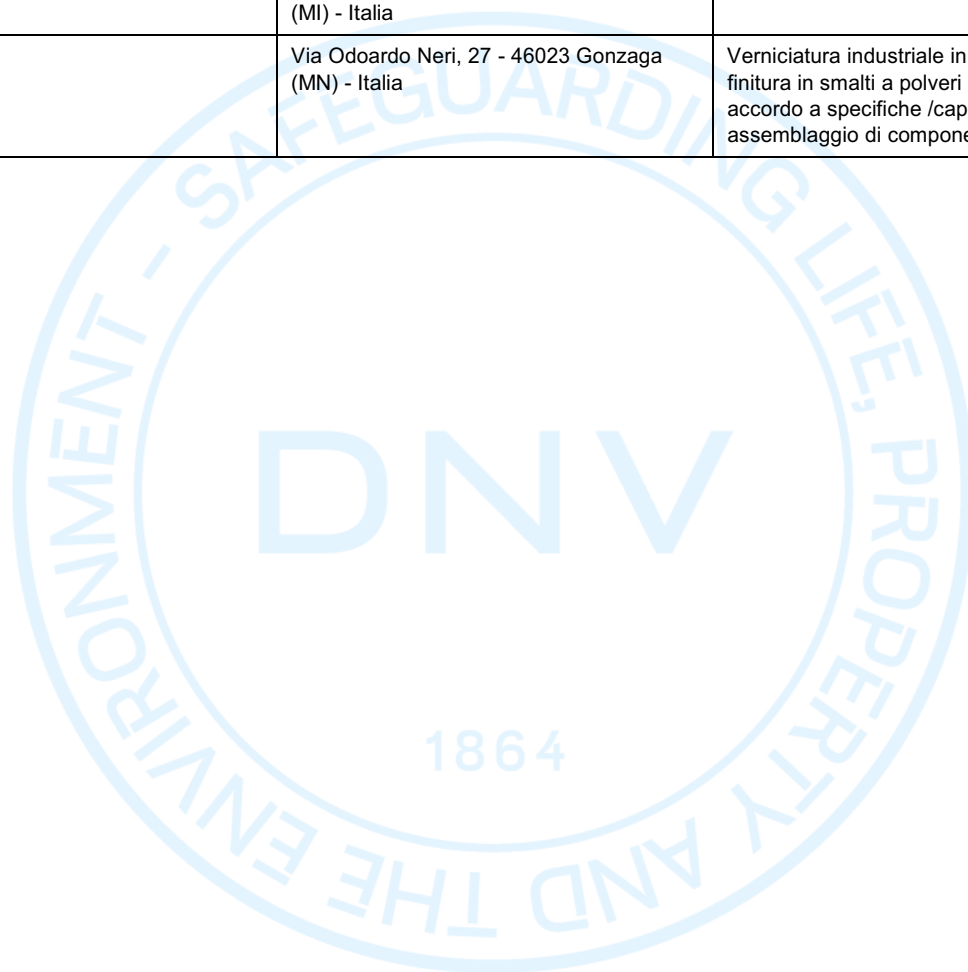 (MI) - Italia
Via Odoardo Neri, 27 - 46023 Gonzaga
(MN) - Italia
Verniciatura industriale in
finitura in smalti a polveri
accordo a specifiche /cap
assemblaggio di compone
SAFEGUARDING LIFE, PROPERTY AND THE ENVIRONMENT -
DNV
1864